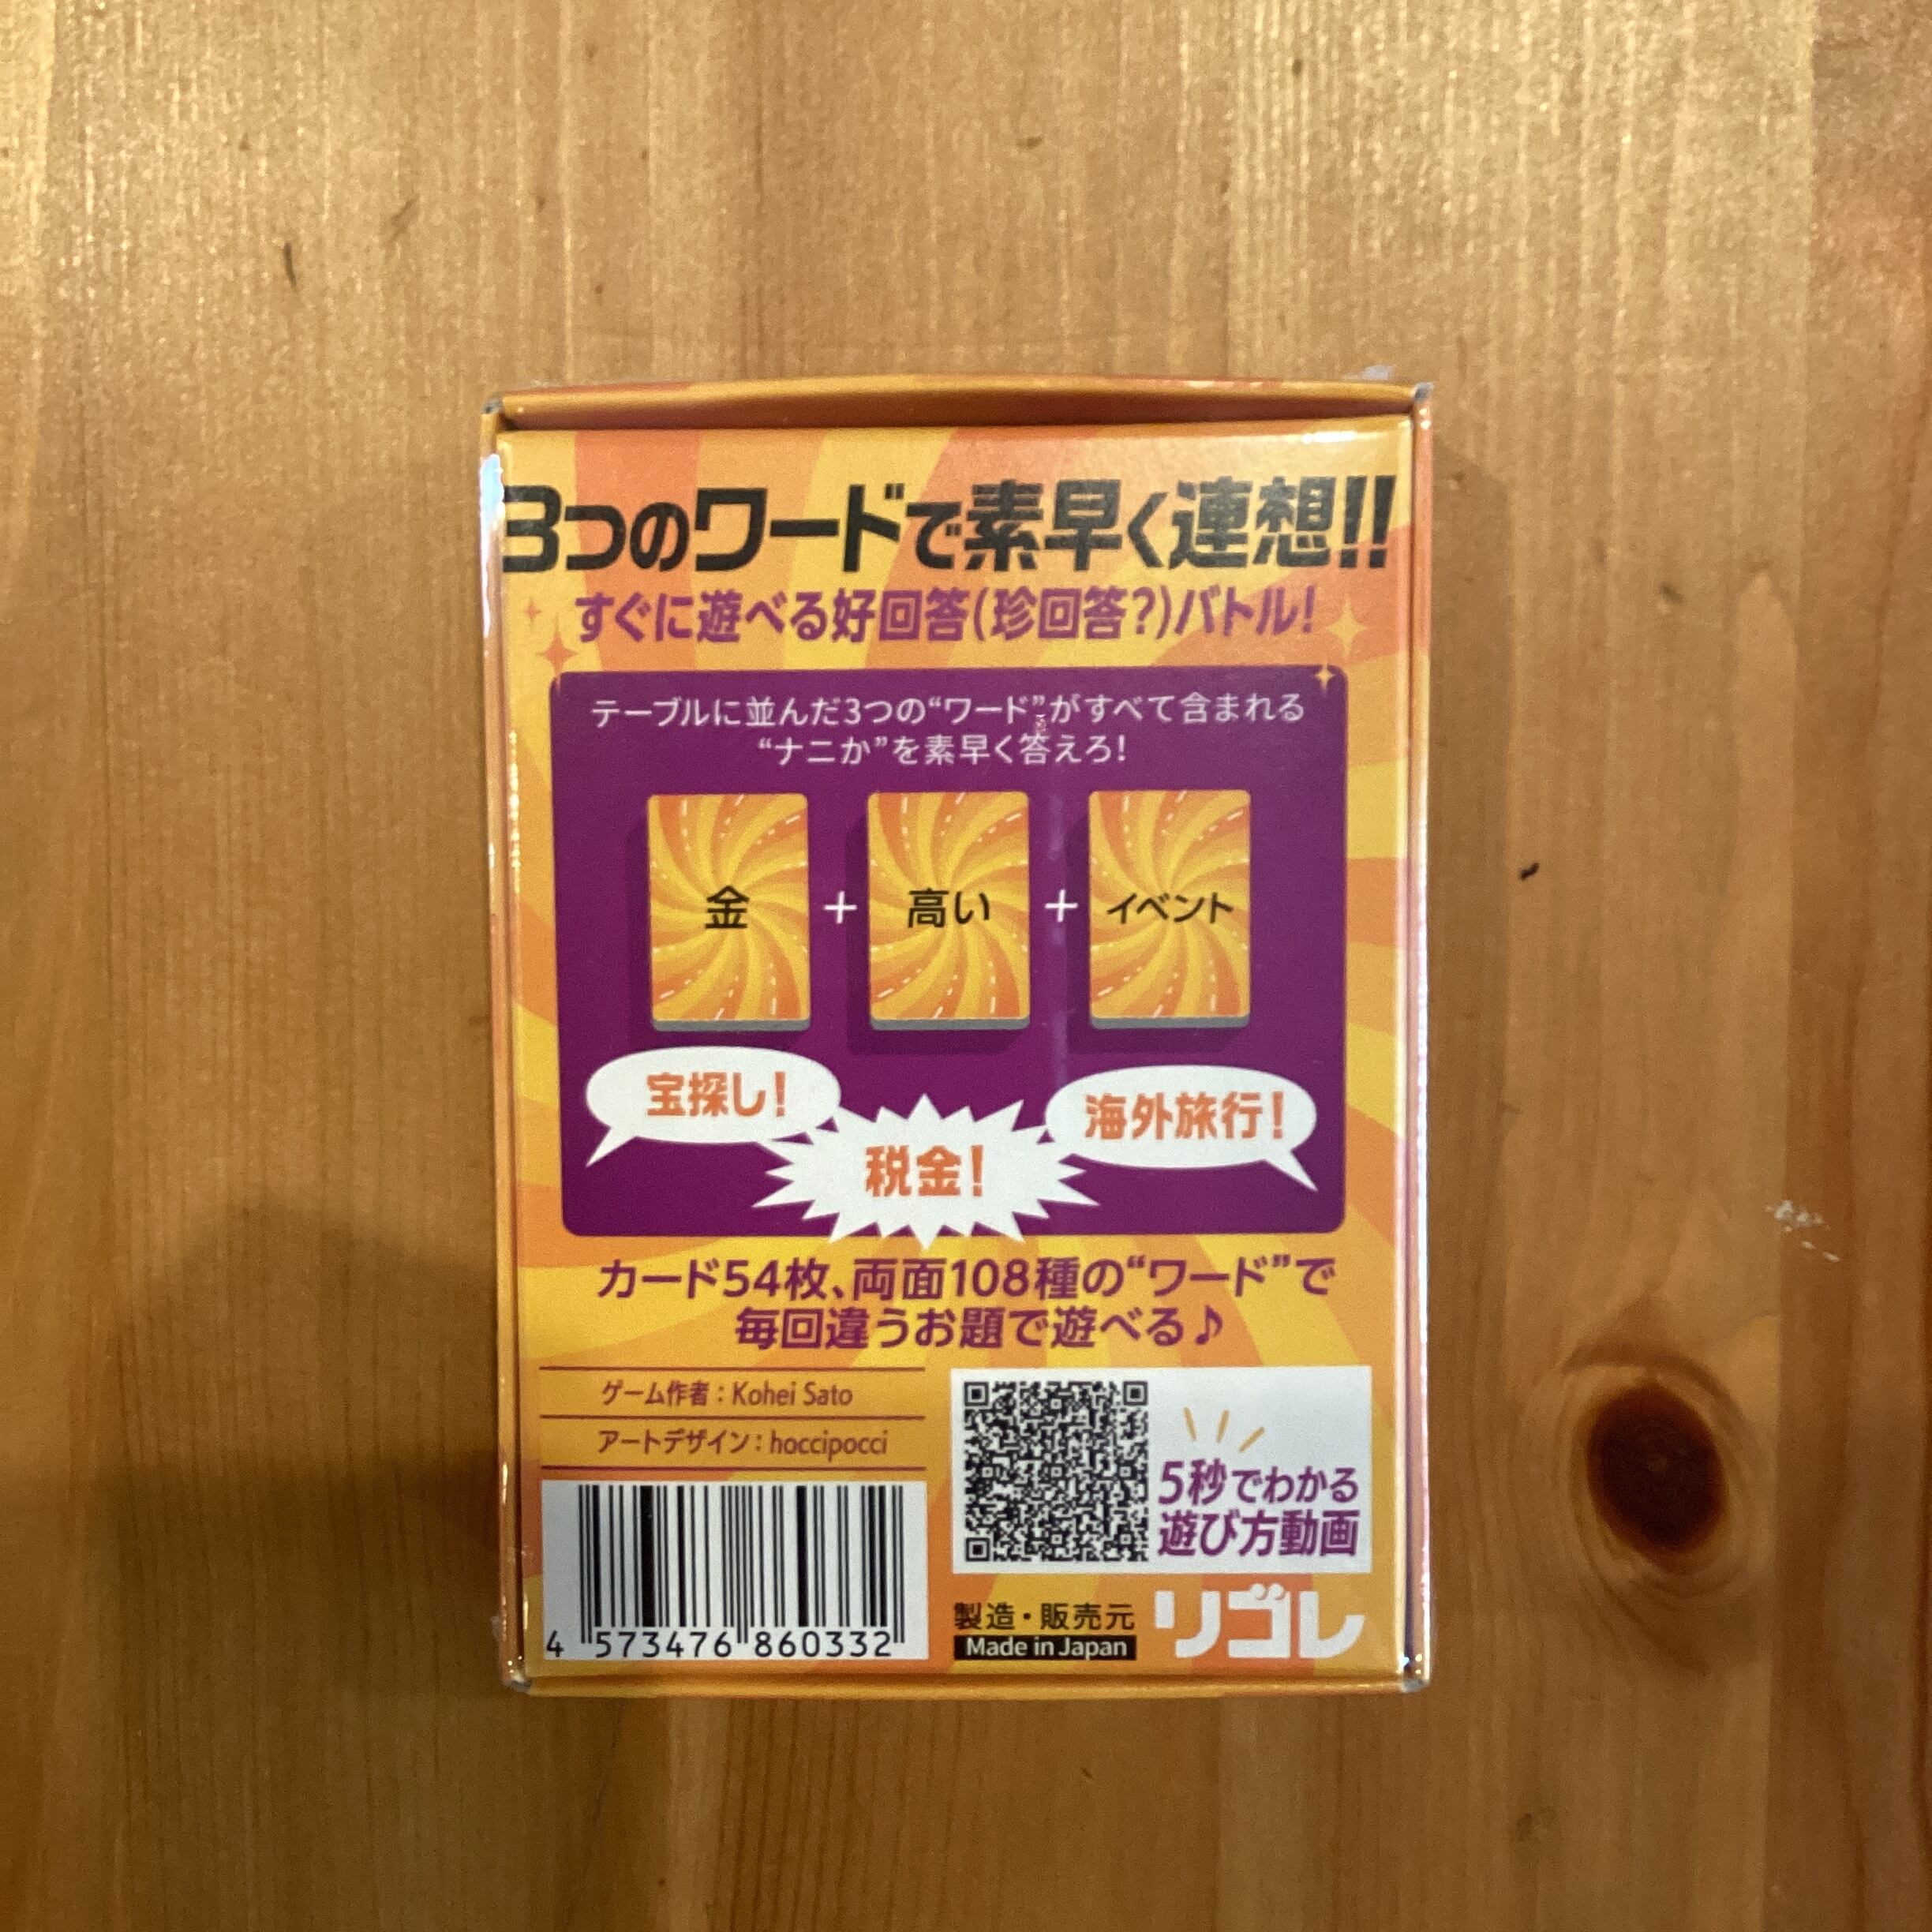 3つのワードで素早く連想!!
すぐに遊べる好回答(珍回答?)バトル!
テーブルに並んだ3つの“ワード”がすべて含まれる
“ナニか”を素早く答えろ!
金 + 高い + イベント
宝探し!
税金!
海外旅行!
カード54枚、両面108種の“ワード”で
毎回違うお題で遊べる♪
ゲーム作者：Kohei Sato
アートデザイン：hoccipocci
4 573476 860332
5秒でわかる
遊び方動画
製造・販売元
Made in Japan
リゴレ